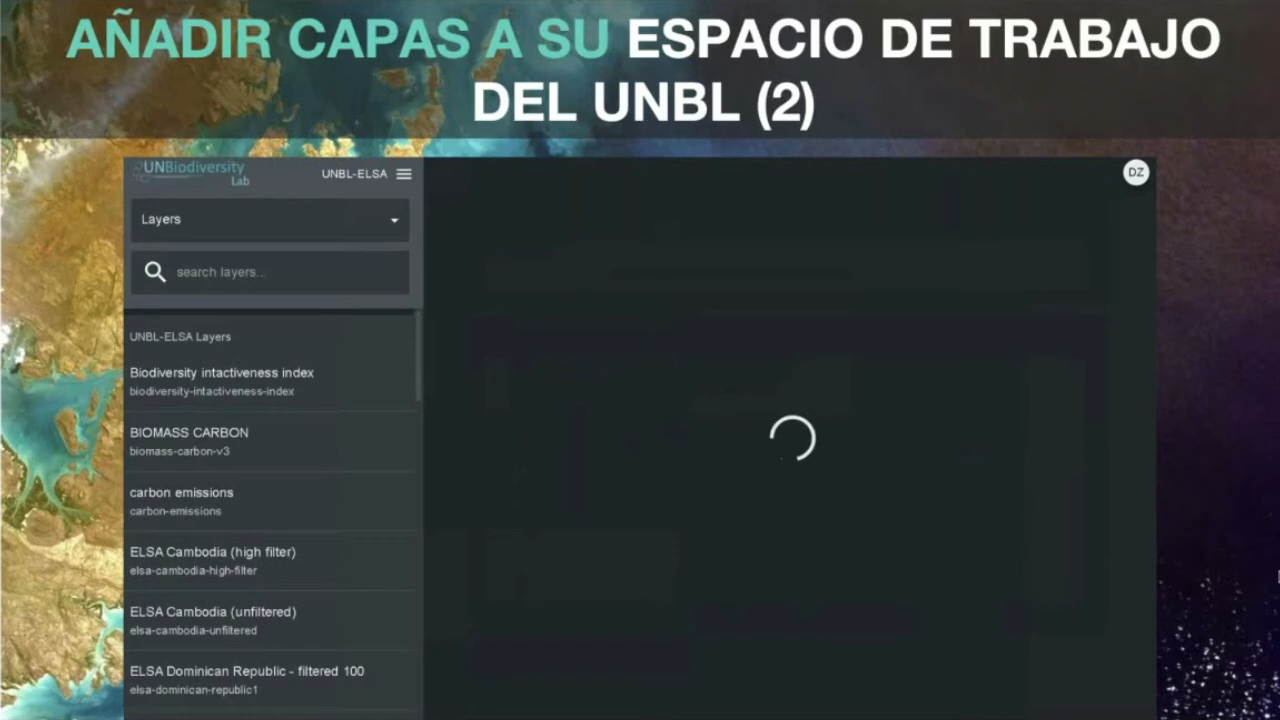 AÑADIR CAPAS A SU ESPACIO DE TRABAJO
DEL UNBL (2)
UNBiodiversity
Lab
UNBL-ELSA
DZ
Layers
search layers...
UNBL-ELSA Layers
Biodiversity intactiveness index
biodiversity-intactiveness-index
BIOMASS CARBON
biomass-carbon-v3
carbon emissions
carbon-emissions
ELSA Cambodia (high filter)
elsa-cambodia-high-filter
ELSA Cambodia (unfiltered)
elsa-cambodia-unfiltered
ELSA Dominican Republic - filtered 100
elsa-dominican-republic1